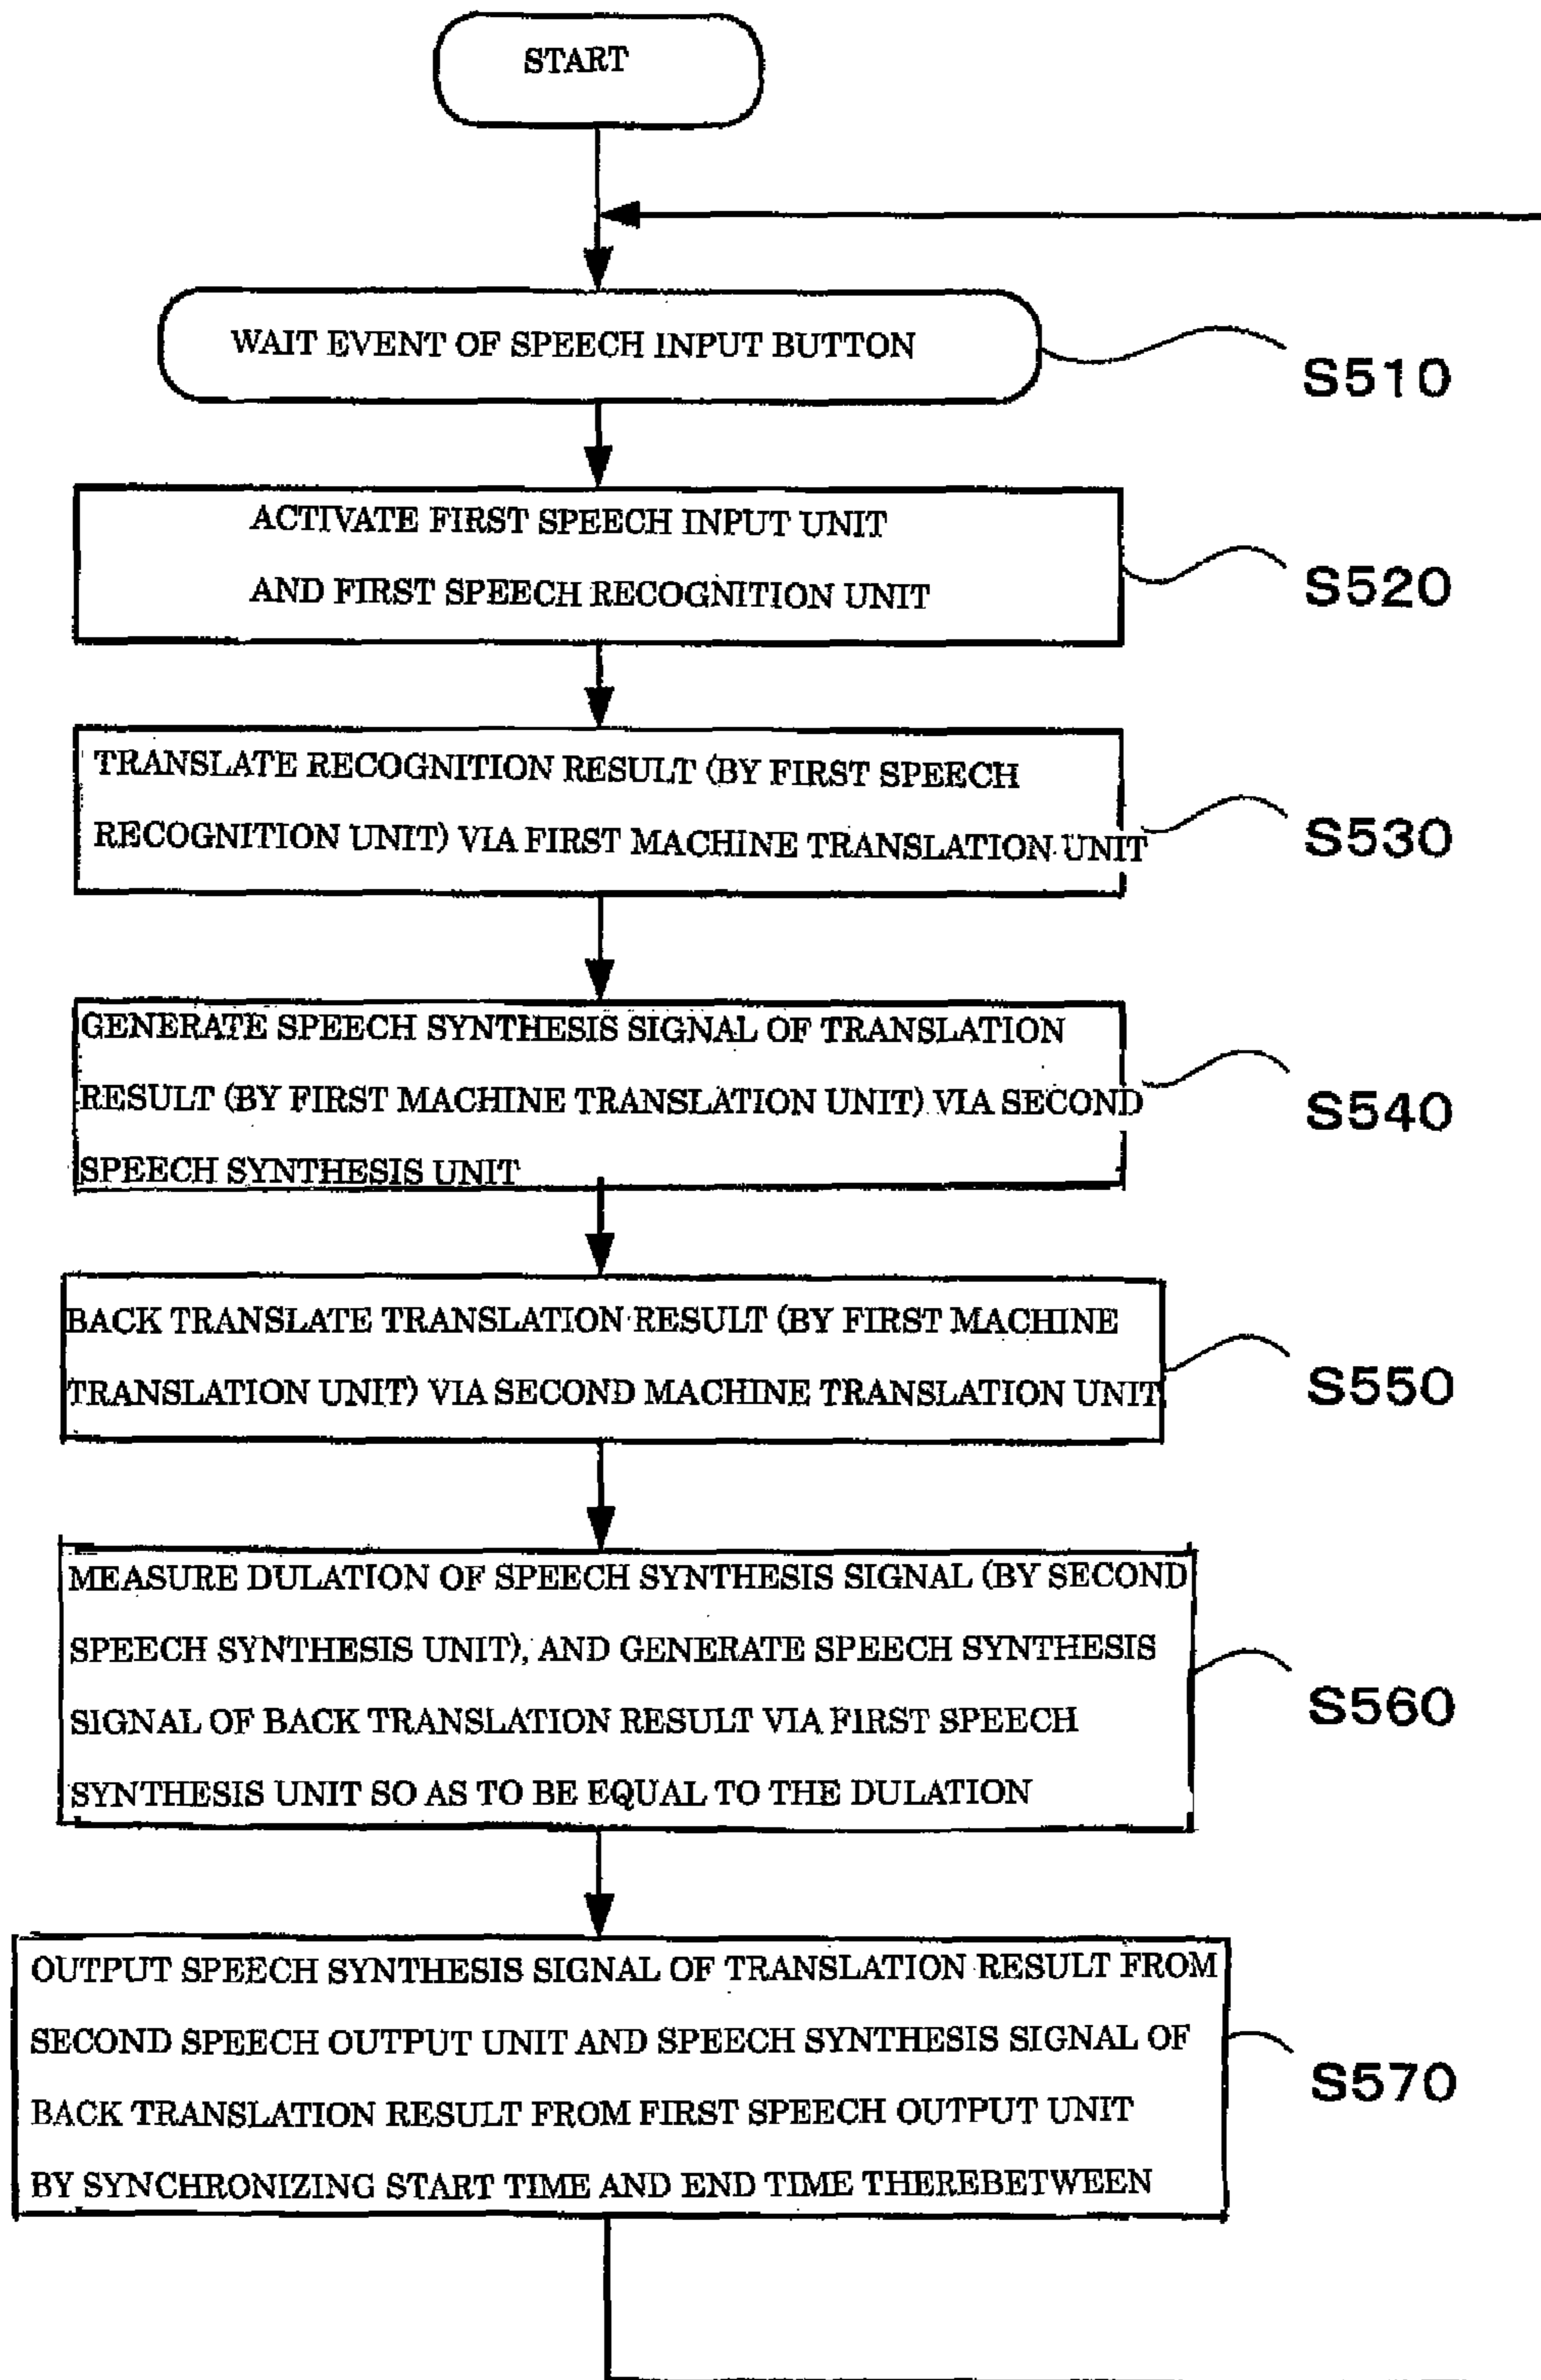 START
WAIT EVENT OF SPEECH INPUT BUTTON
S510
ACTIVATE FIRST SPEECH INPUT UNIT
AND FIRST SPEECH RECOGNITION UNIT
S520
TRANSLATE RECOGNITION RESULT (BY FIRST SPEECH
RECOGNITION UNIT) VIA FIRST MACHINE TRANSLATION UNIT
S530
GENERATE SPEECH SYNTHESIS SIGNAL OF TRANSLATION
RESULT (BY FIRST MACHINE TRANSLATION UNIT) VIA SECOND
SPEECH SYNTHESIS UNIT
S540
BACK TRANSLATE TRANSLATION RESULT (BY FIRST MACHINE
TRANSLATION UNIT) VIA SECOND MACHINE TRANSLATION UNIT
S550
MEASURE DULATION OF SPEECH SYNTHESIS SIGNAL (BY SECOND
SPEECH SYNTHESIS UNIT), AND GENERATE SPEECH SYNTHESIS
SIGNAL OF BACK TRANSLATION RESULT VIA FIRST SPEECH
SYNTHESIS UNIT SO AS TO BE EQUAL TO THE DULATION
S560
OUTPUT SPEECH SYNTHESIS SIGNAL OF TRANSLATION RESULT FROM
SECOND SPEECH OUTPUT UNIT AND SPEECH SYNTHESIS SIGNAL OF
BACK TRANSLATION RESULT FROM FIRST SPEECH OUTPUT UNIT
BY SYNCHRONIZING START TIME AND END TIME THEREBETWEEN
S570